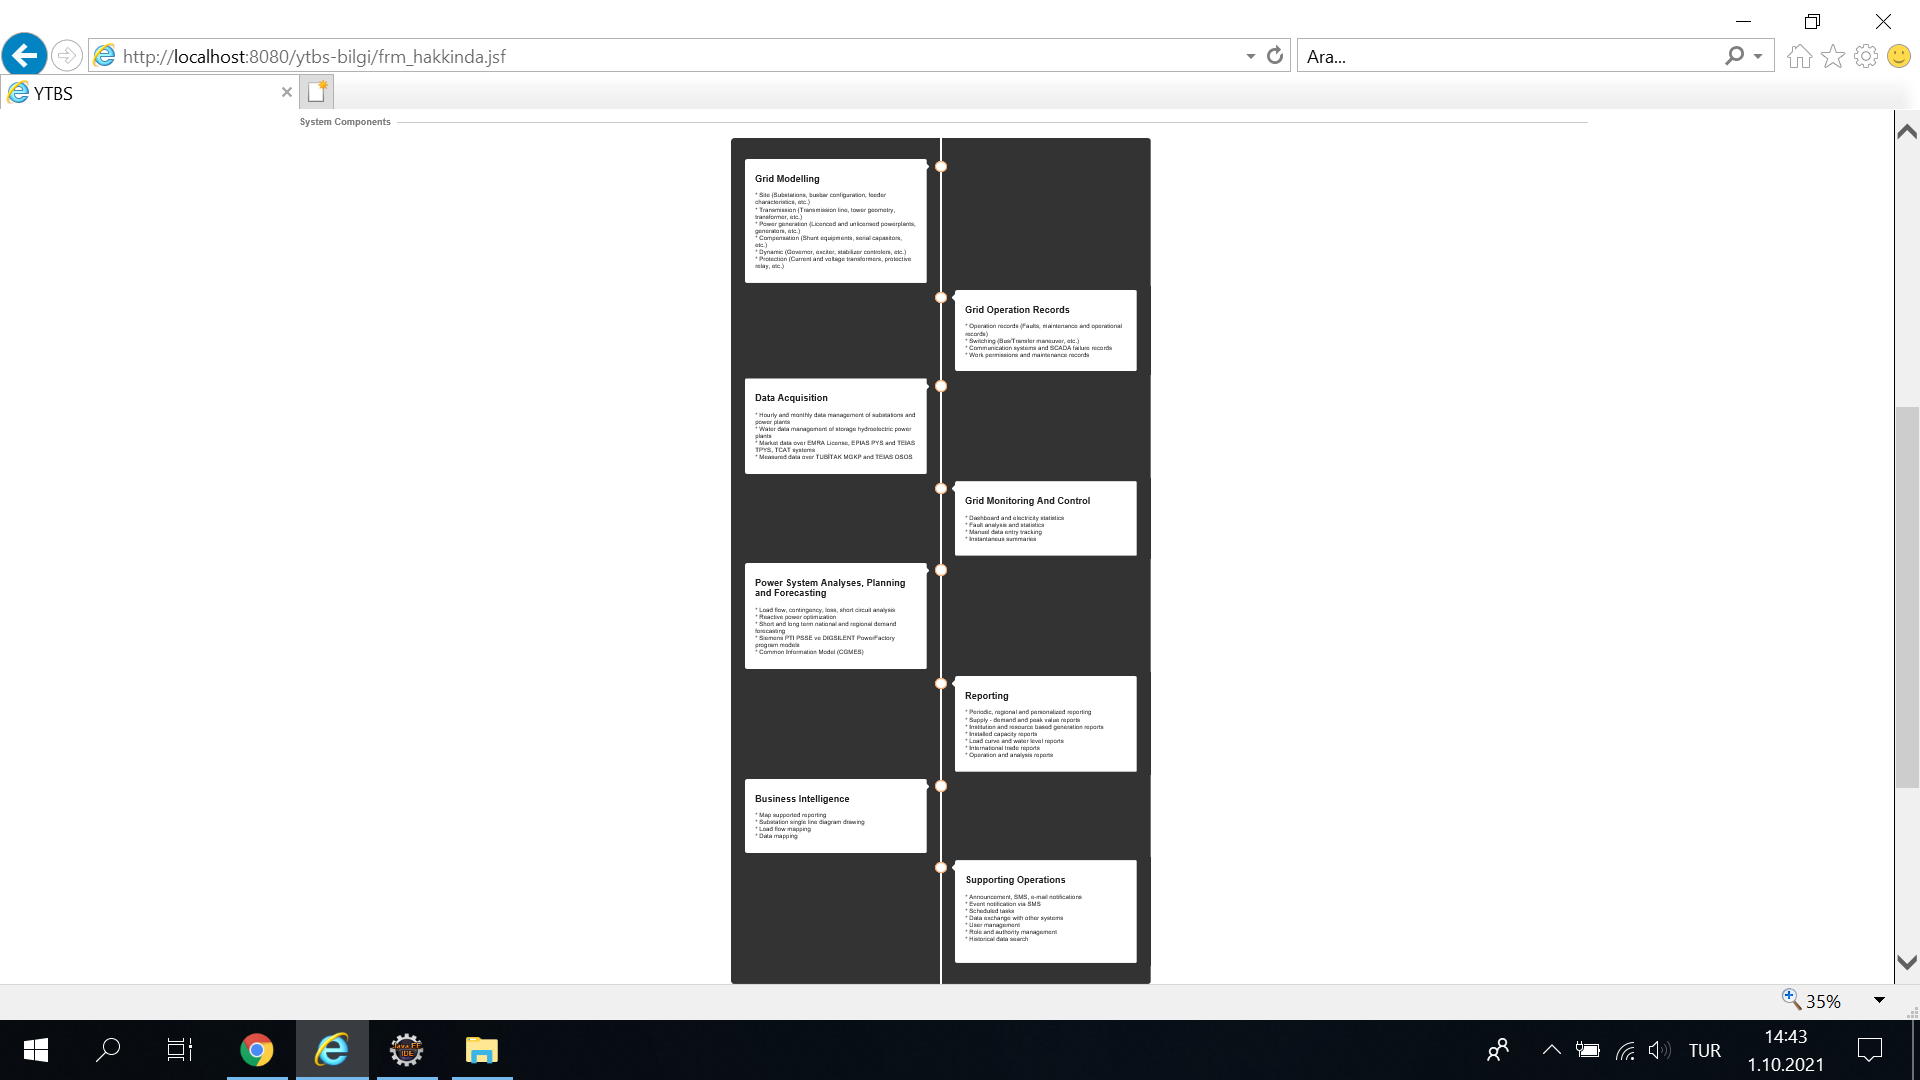 http://localhost:8080/ytbs-bilgi/frm_hakkinda.jsf
Ara...
YTBS
System Components
Grid Modelling
* Site (Substations, busbar configuration, feeder
characteristics, etc.)
* Transmission (Transmission line, tower geometry,
transformer, etc.)
* Power generation (Licenced and unlicensed powerplants,
generators, etc.)
* Compensation (Shunt equipments, serial capasitors,
etc.)
* Dynamic (Governor, exciter, stabilizer controlers, etc.)
* Protection (Current and voltage transformers, protective
relay, etc.)
Grid Operation Records
* Operation records (Faults, maintenance and operational
records)
* Switching (Bus/Transfer maneuver, etc.)
* Communication systems and SCADA failure records
* Work permissions and maintenance records
Data Acquisition
* Hourly and monthly data management of substations and
power plants
* Water data management of storage hydroelectric power
plants
* Market data over EMRA License, EPIAS PYS and TEIAS
TPYS, TCAT systems
* Measured data over TUBİTAK MGKP and TEIAS OSOS
Grid Monitoring And Control
* Dashboard and electricity statistics
* Fault analysis and statistics
* Manuel data entry tracking
* Instantaneus summaries
Power System Analyses, Planning
and Forecasting
* Load flow, contingency, loss, short circuit analysis
* Reactive power optimization
* Short and long term national and regional demand
forecasting
* Siemens PTI PSSE ve DIGSILENT PowerFactory
program models
* Common Information Model (CGMES)
Reporting
* Periodic, regional and personalized reporting
* Supply - demand and peak value reports
* Institution and resource based generation reports
* Installed capacity reports
* Load curve and water level reports
* International trade reports
* Operation and analysis reports
Business Intelligence
* Map supported reporting
* Substation single line diagram drawing
* Load flow mapping
* Data mapping
Supporting Operations
* Announcement, SMS, e-mail notifications
* Event notification via SMS
* Scheduled tasks
* Data exchange with other systems
* User management
* Role and authority management
* Historical data search
35%
Java EE
IDE
TUR
14:43
1.10.2021